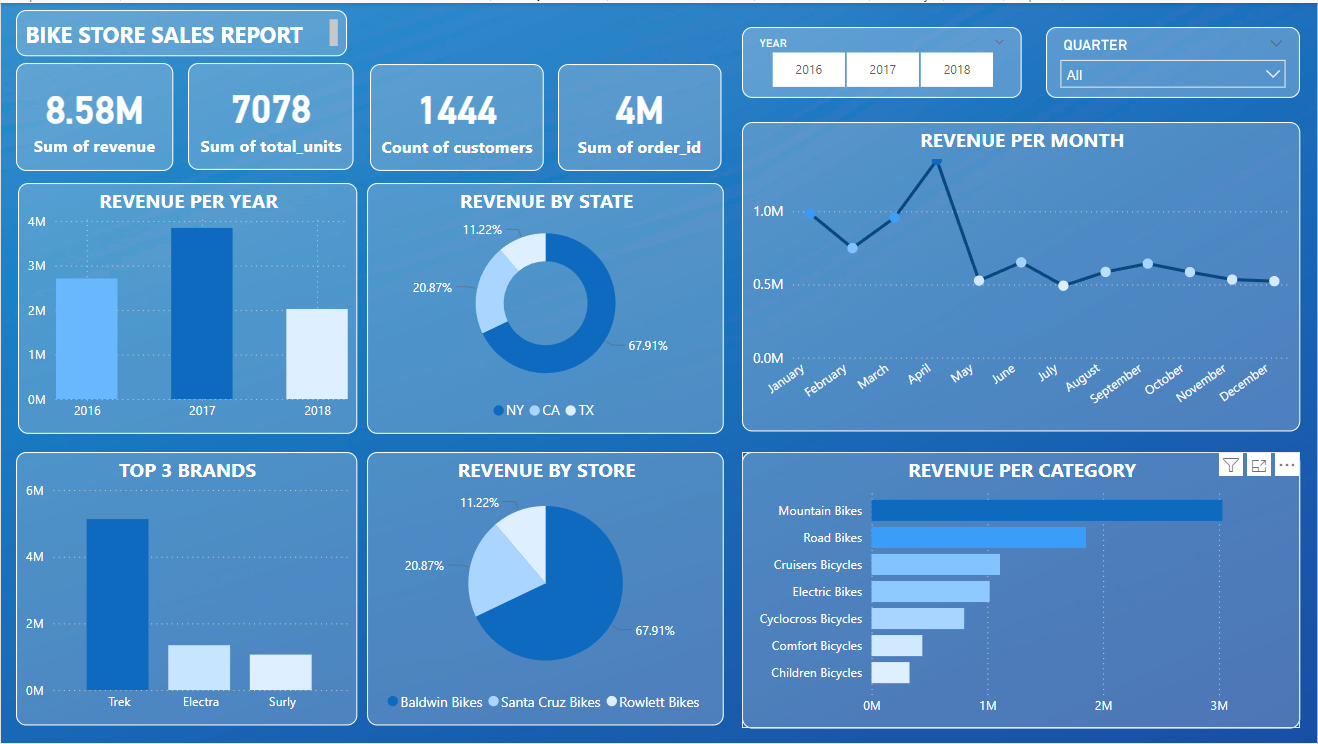 BIKE STORE SALES REPORT
8.58M
Sum of revenue
7078
Sum of total_units
1444
Count of customers
4M
Sum of order_id
YEAR
2016 2017 2018
QUARTER
All
REVENUE PER YEAR
4M
3M
2M
1M
0M
2016 2017 2018
REVENUE BY STATE
11.22%
20.87%
67.91%
NY CA TX
REVENUE PER MONTH
1.0M
0.5M
0.0M
January February March April May June July August September October November December
TOP 3 BRANDS
6M
4M
2M
0M
Trek Electra Surly
REVENUE BY STORE
11.22%
20.87%
67.91%
Baldwin Bikes Santa Cruz Bikes Rowlett Bikes
REVENUE PER CATEGORY
Mountain Bikes
Road Bikes
Cruisers Bicycles
Electric Bikes
Cyclocross Bicycles
Comfort Bicycles
Children Bicycles
0M 1M 2M 3M